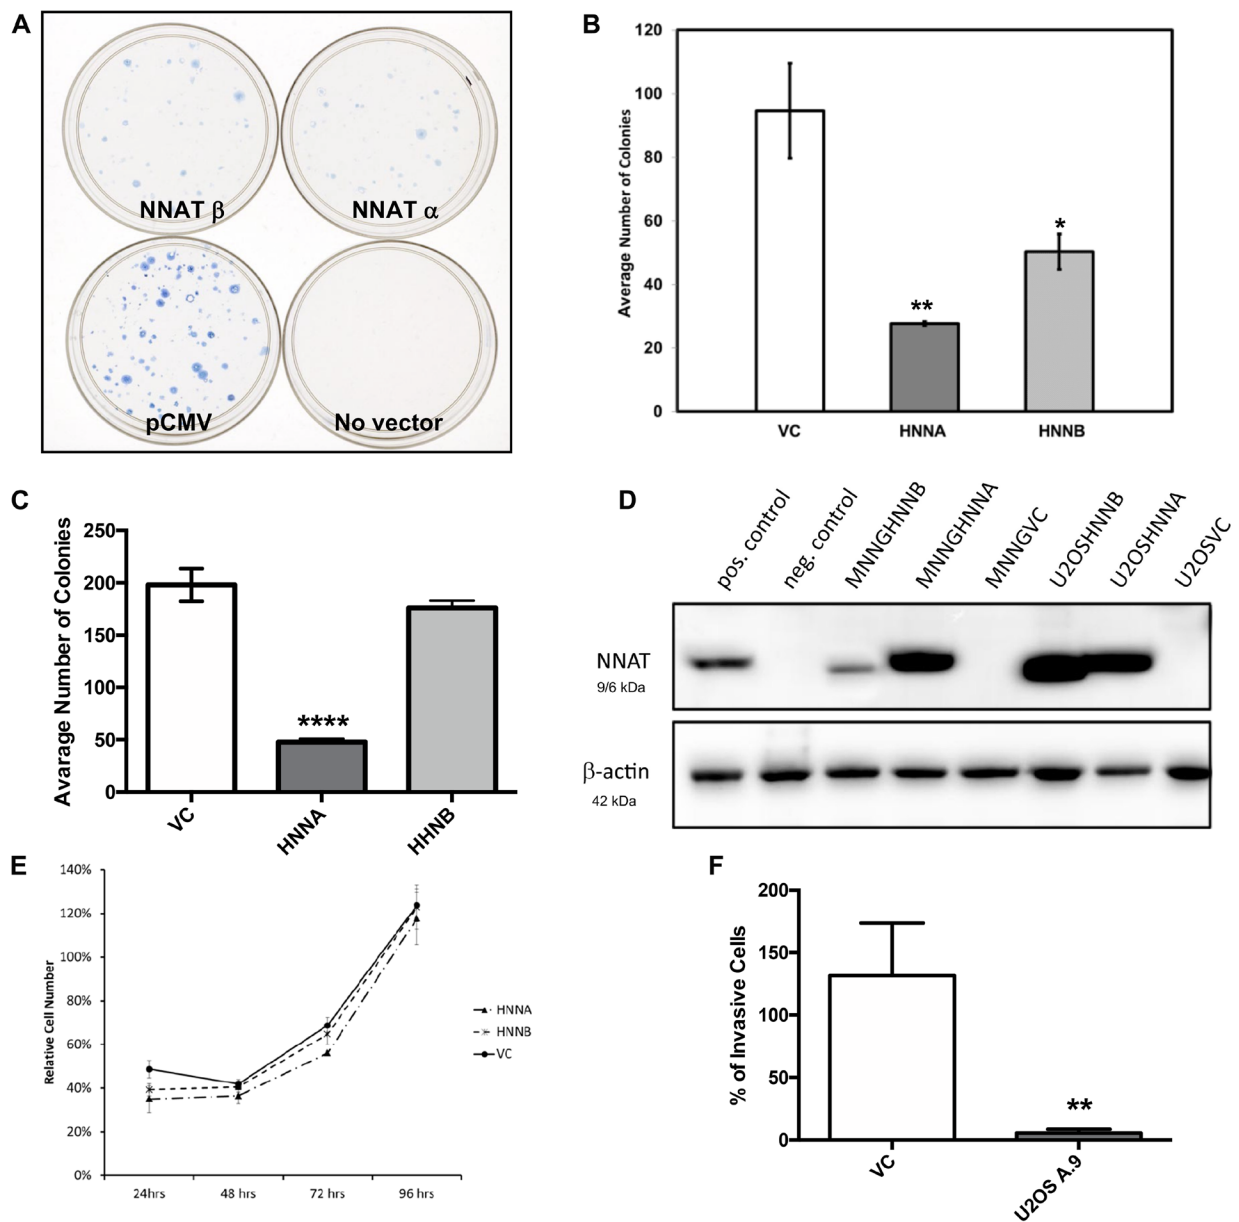 A
NNAT β
NNAT α
pCMV
No vector
B
Average Number of Colonies
120
100
80
60
40
20
0
**
*
VC
HNNA
HNNB
C
Avarage Number of Colonies
250
200
150
100
50
0
****
VC
HNNA
HHNB
D
pos. control
neg. control
MNNGHNNB
MNNGHNNA
MNNGVC
U2OSHNNB
U2OSHNNA
U2OSVC
NNAT
9/6 kDa
β-actin
42 kDa
E
Relative Cell Number
140%
120%
100%
80%
60%
40%
20%
0%
24hrs
48 hrs
72 hrs
96 hrs
HNNA
HNNB
VC
F
% of Invasive Cells
200
150
100
50
0
**
VC
U2OS A.9